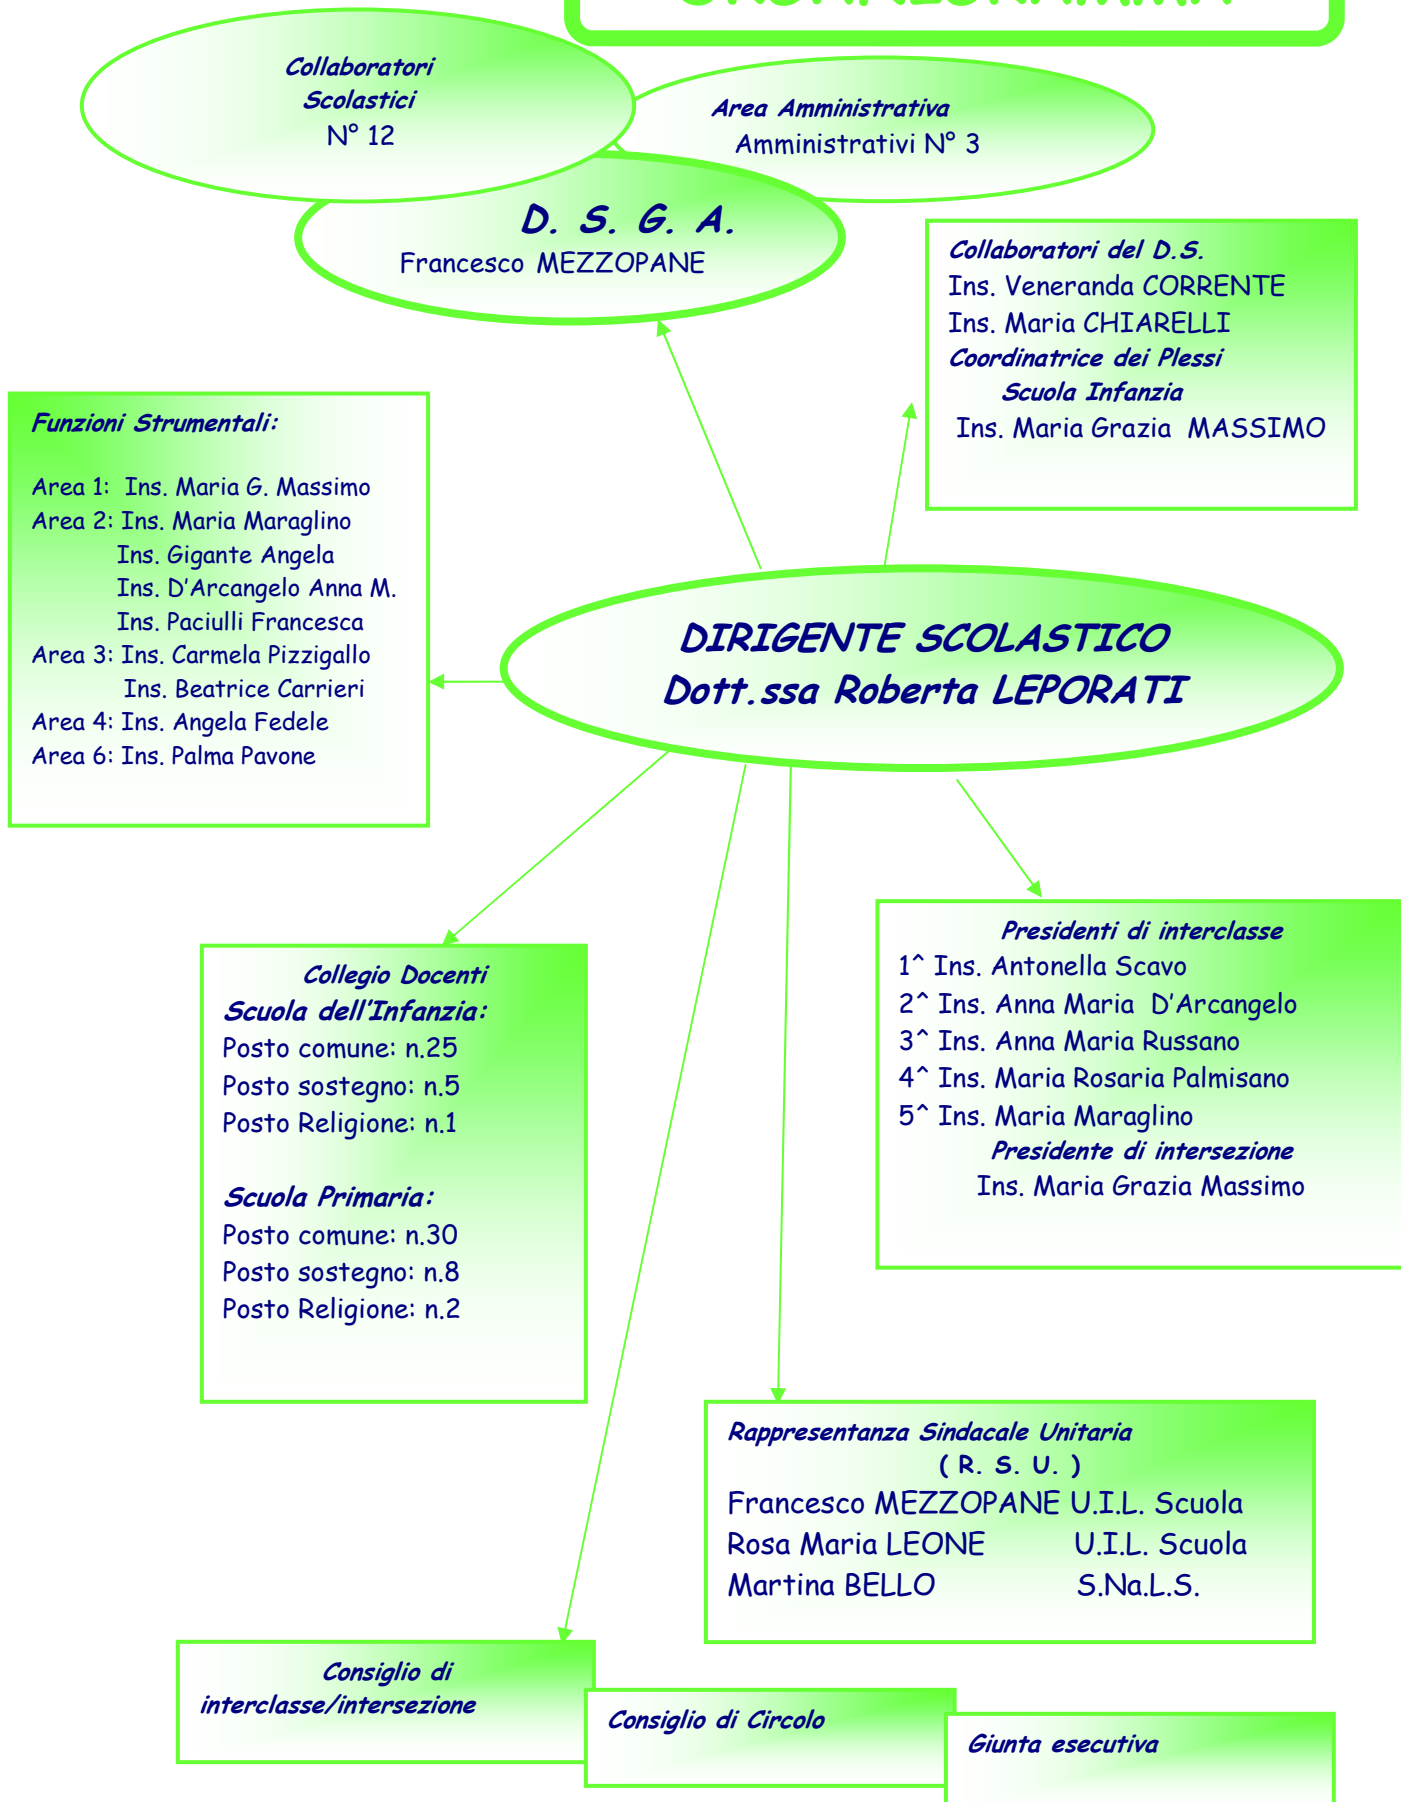 Collaboratori
Scolastici
N° 12
Area Amministrativa
Amministrativi N° 3
D. S. G. A.
Francesco MEZZOPANE
Collaboratori del D.S.
Ins. Veneranda CORRENTE
Ins. Maria CHIARELLI
Coordinatrice dei Plessi
Scuola Infanzia
Ins. Maria Grazia MASSIMO
Funzioni Strumentali:
Area 1: Ins. Maria G. Massimo
Area 2: Ins. Maria Maraglino
Ins. Gigante Angela
Ins. D'Arcangelo Anna M.
Ins. Paciulli Francesca
Area 3: Ins. Carmela Pizzigallo
Ins. Beatrice Carrieri
Area 4: Ins. Angela Fedele
Area 6: Ins. Palma Pavone
DIRIGENTE SCOLASTICO
Dott.ssa Roberta LEPORATI
Collegio Docenti
Scuola dell'Infanzia:
Posto comune: n.25
Posto sostegno: n.5
Posto Religione: n.1
Scuola Primaria:
Posto comune: n.30
Posto sostegno: n.8
Posto Religione: n.2
Presidenti di interclasse
1^ Ins. Antonella Scavo
2^ Ins. Anna Maria D'Arcangelo
3^ Ins. Anna Maria Russano
4^ Ins. Maria Rosaria Palmisano
5^ Ins. Maria Maraglino
Presidente di intersezione
Ins. Maria Grazia Massimo
Rappresentanza Sindacale Unitaria
( R. S. U. )
Francesco MEZZOPANE U.I.L. Scuola
Rosa Maria LEONE U.I.L. Scuola
Martina BELLO S.Na.L.S.
Consiglio di
interclasse/intersezione
Consiglio di Circolo
Giunta esecutiva